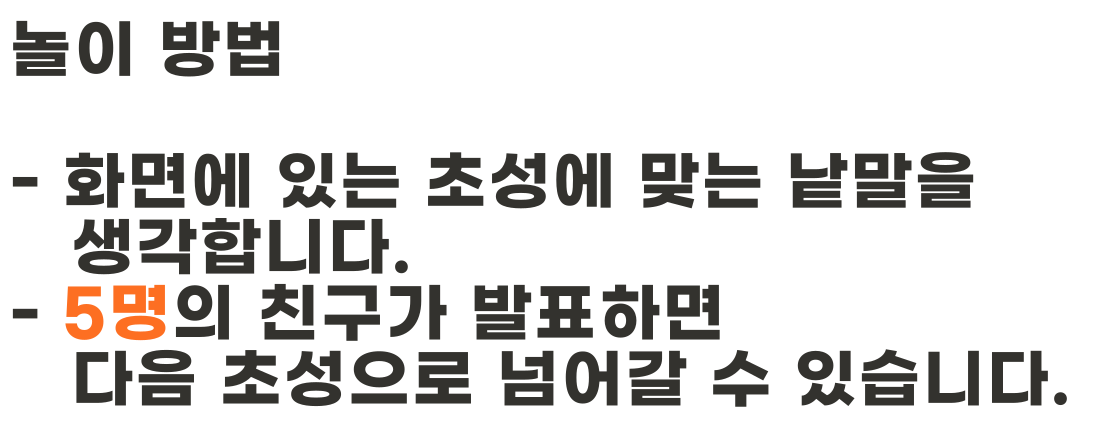 놀이 방법
- 화면에 있는 초성에 맞는 낱말을
생각합니다.
- 5명의 친구가 발표하면
다음 초성으로 넘어갈 수 있습니다.